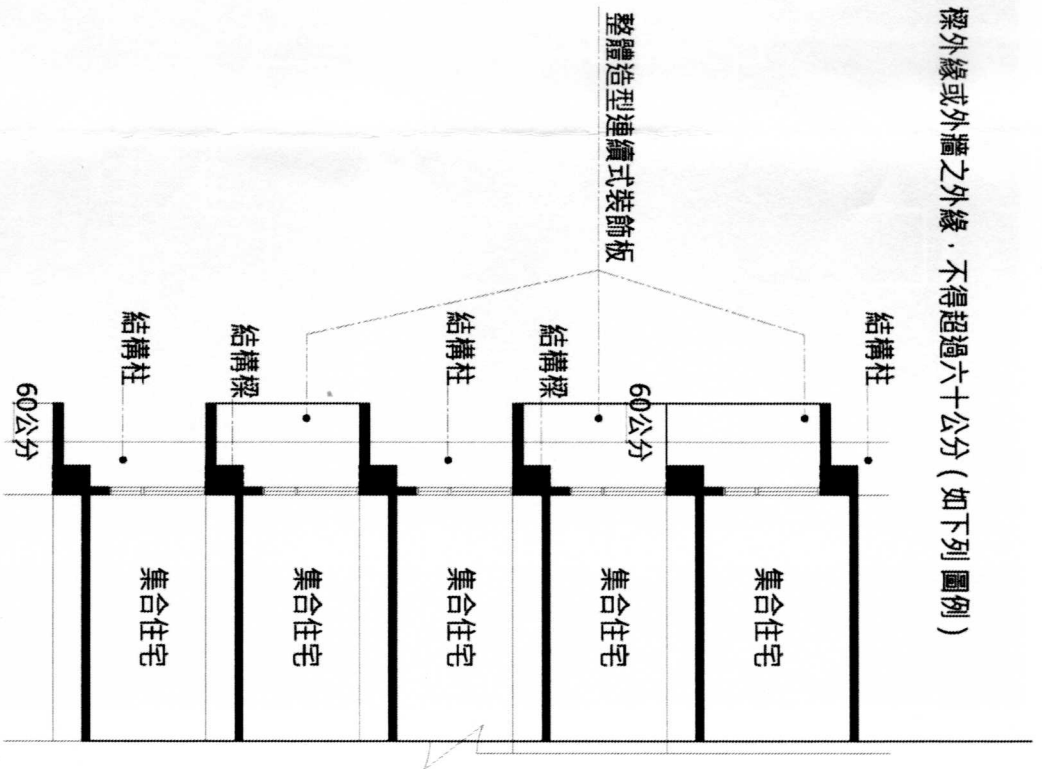 樑外緣或外牆之外緣，不得超過六十公分（如下列圖例）
整體造型連續式裝飾板
結構柱
60公分
結構樑
結構柱
結構樑
60公分
結構柱
集合住宅
集合住宅
集合住宅
集合住宅
集合住宅